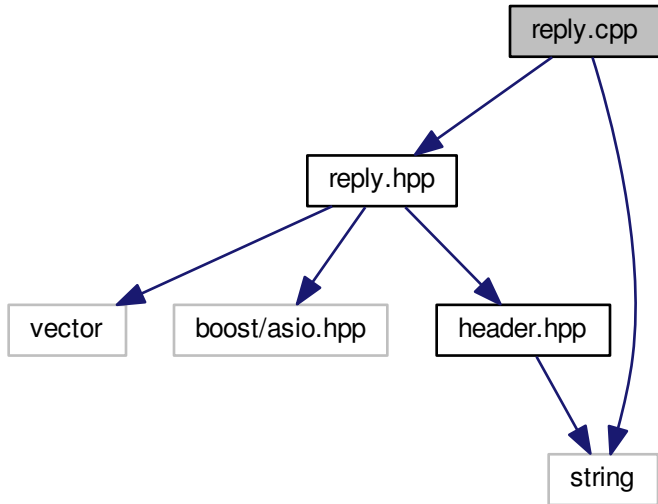 reply.cpp
reply.hpp
vector
boost/asio.hpp
header.hpp
string